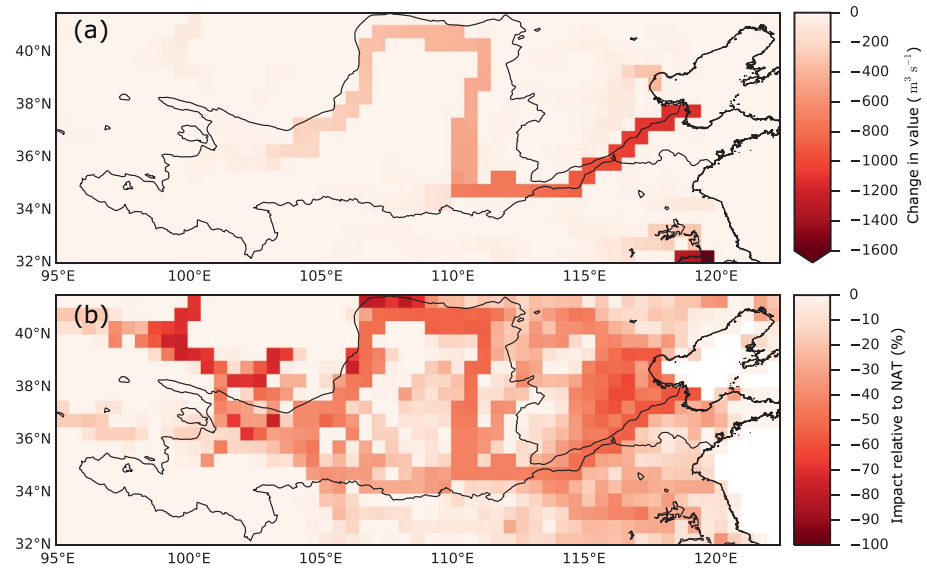 (a)
40°N
38°N
36°N
34°N
32°N
95°E 100°E 105°E 110°E 115°E 120°E
0
−200
−400
−600
−800
−1000
−1200
−1400
−1600
Change in value ( m³ s⁻¹)
(b)
40°N
38°N
36°N
34°N
32°N
95°E 100°E 105°E 110°E 115°E 120°E
0
−10
−20
−30
−40
−50
−60
−70
−80
−90
−100
Impact relative to NAT (%)